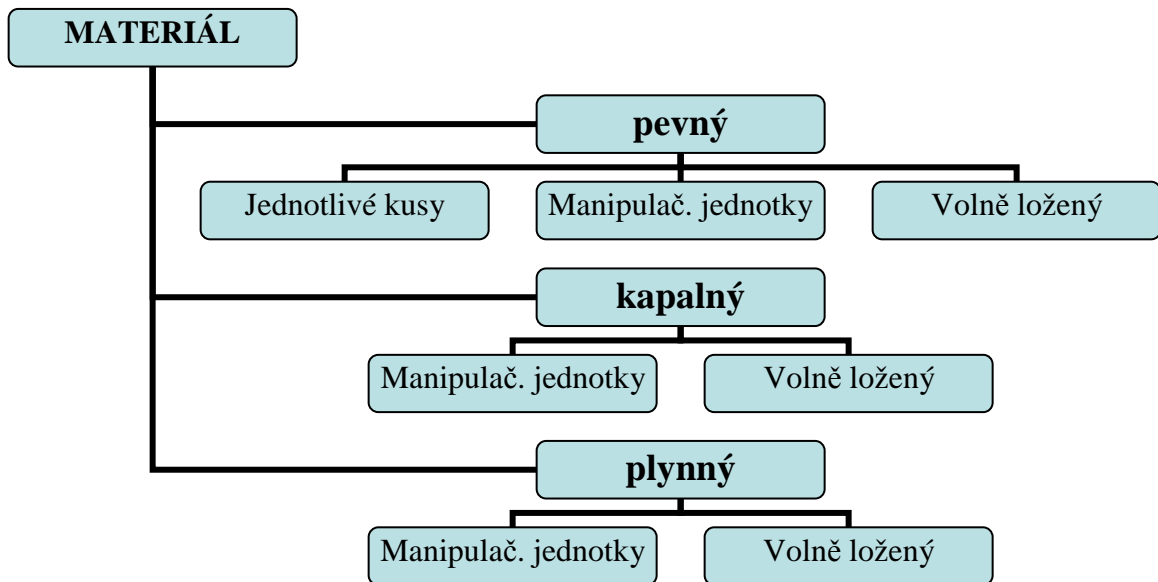 MATERIÁL
pevný
Jednotlivé kusy
Manipulač. jednotky
Volně ložený
kapalný
Manipulač. jednotky
Volně ložený
plynný
Manipulač. jednotky
Volně ložený